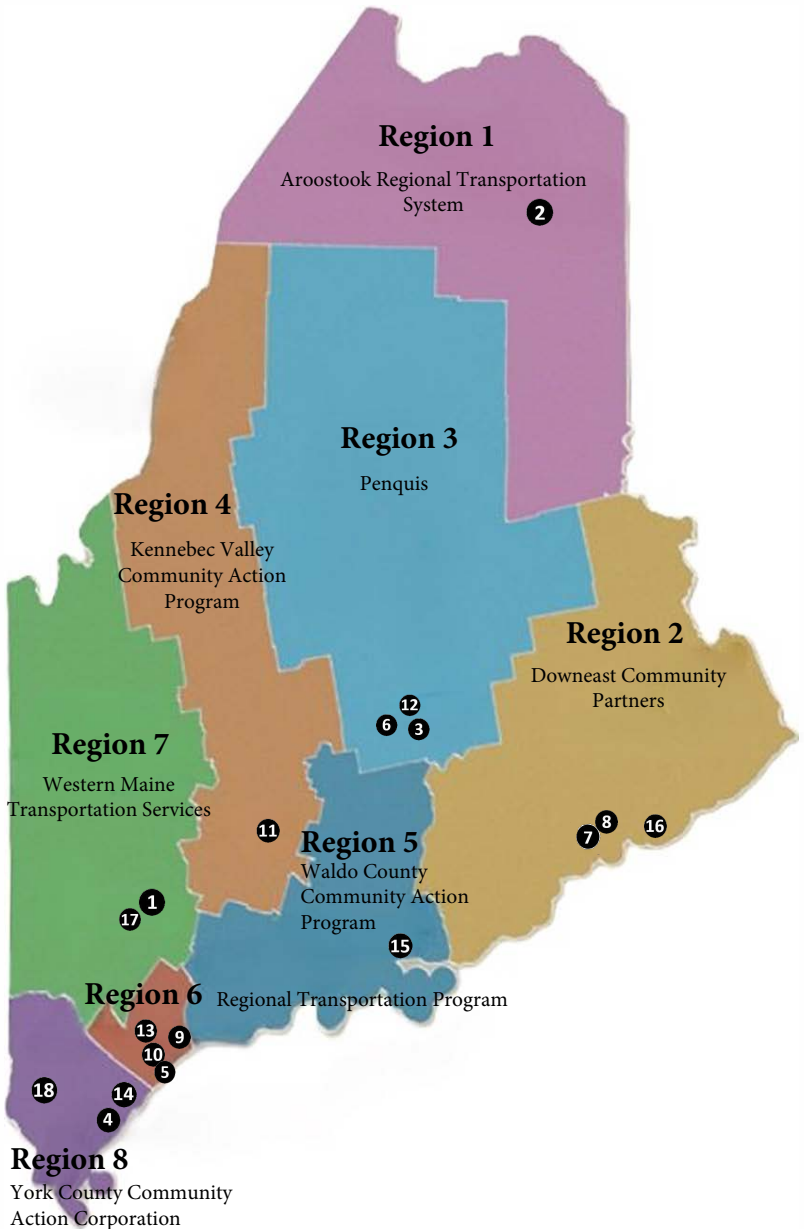 Region 1
Aroostook Regional Transportation
System
2
Region 3
Penquis
Region 4
Kennebec Valley
Community Action
Program
Region 2
Downeast Community
Partners
12
6
3
Region 7
Western Maine
Transportation Services
8
7
16
11
Region 5
Waldo County
Community Action
Program
1
17
15
Region 6
Regional Transportation Program
13
9
10
5
18
14
4
Region 8
York County Community
Action Corporation